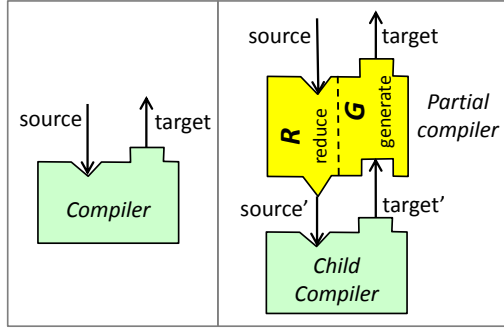 source
target
Compiler
source
target
R
reduce
G
generate
Partial
compiler
source’
target’
Child
Compiler